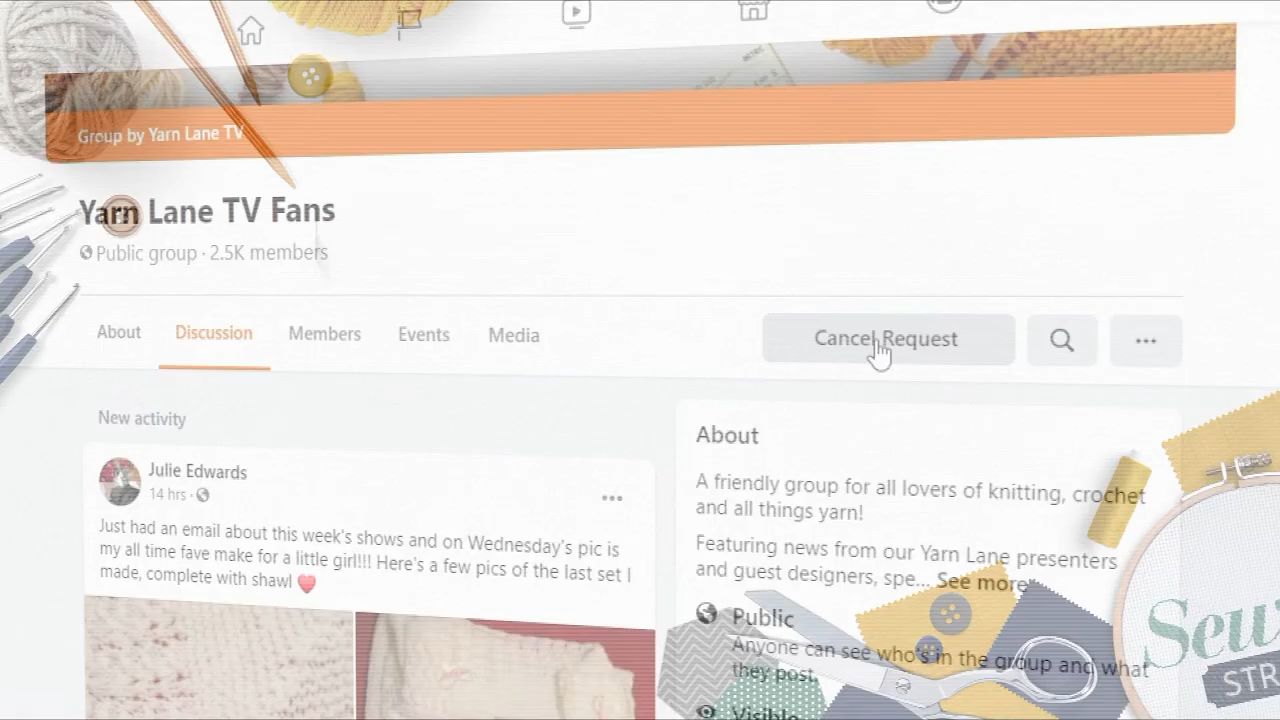 Group by Yarn Lane TV
Yarn Lane TV Fans
Public group · 2.5K members
About Discussion Members Events Media
Cancel Request
New activity
Julie Edwards
14 hrs ·
Just had an email about this week's shows and on Wednesday's pic is
my all time fave make for a little girl!!!! Here's a few pics of the last set I
made, complete with shawl ❤️
About
A friendly group for all lovers of knitting, crochet
and all things yarn!
Featuring news from our Yarn Lane presenters
and guest designers, spe... See more
Public
Anyone can see who's in the group and what
they post.
Visible
Sew
STR